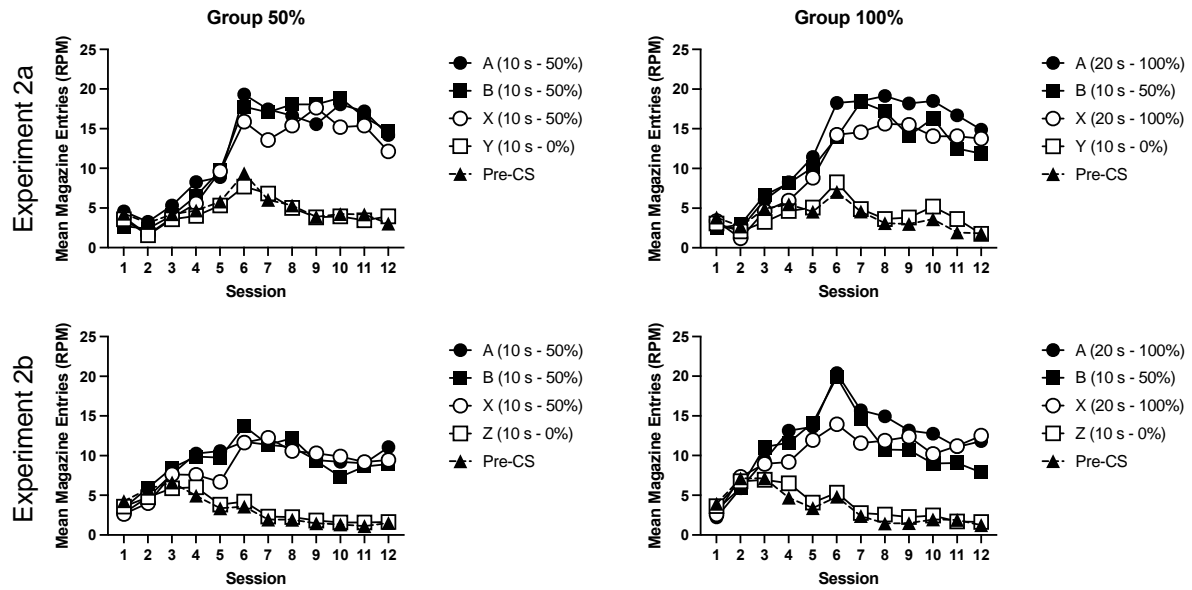 Group 50%
Group 100%
Experiment 2a
Mean Magazine Entries (RPM)
25
20
15
10
5
0
1 2 3 4 5 6 7 8 9 10 11 12
Session
A (10 s - 50%)
B (10 s - 50%)
X (10 s - 50%)
Y (10 s - 0%)
Pre-CS
Mean Magazine Entries (RPM)
25
20
15
10
5
0
1 2 3 4 5 6 7 8 9 10 11 12
Session
A (20 s - 100%)
B (10 s - 50%)
X (20 s - 100%)
Y (10 s - 0%)
Pre-CS
Experiment 2b
Mean Magazine Entries (RPM)
25
20
15
10
5
0
1 2 3 4 5 6 7 8 9 10 11 12
Session
A (10 s - 50%)
B (10 s - 50%)
X (10 s - 50%)
Z (10 s - 0%)
Pre-CS
Mean Magazine Entries (RPM)
25
20
15
10
5
0
1 2 3 4 5 6 7 8 9 10 11 12
Session
A (20 s - 100%)
B (10 s - 50%)
X (20 s - 100%)
Z (10 s - 0%)
Pre-CS